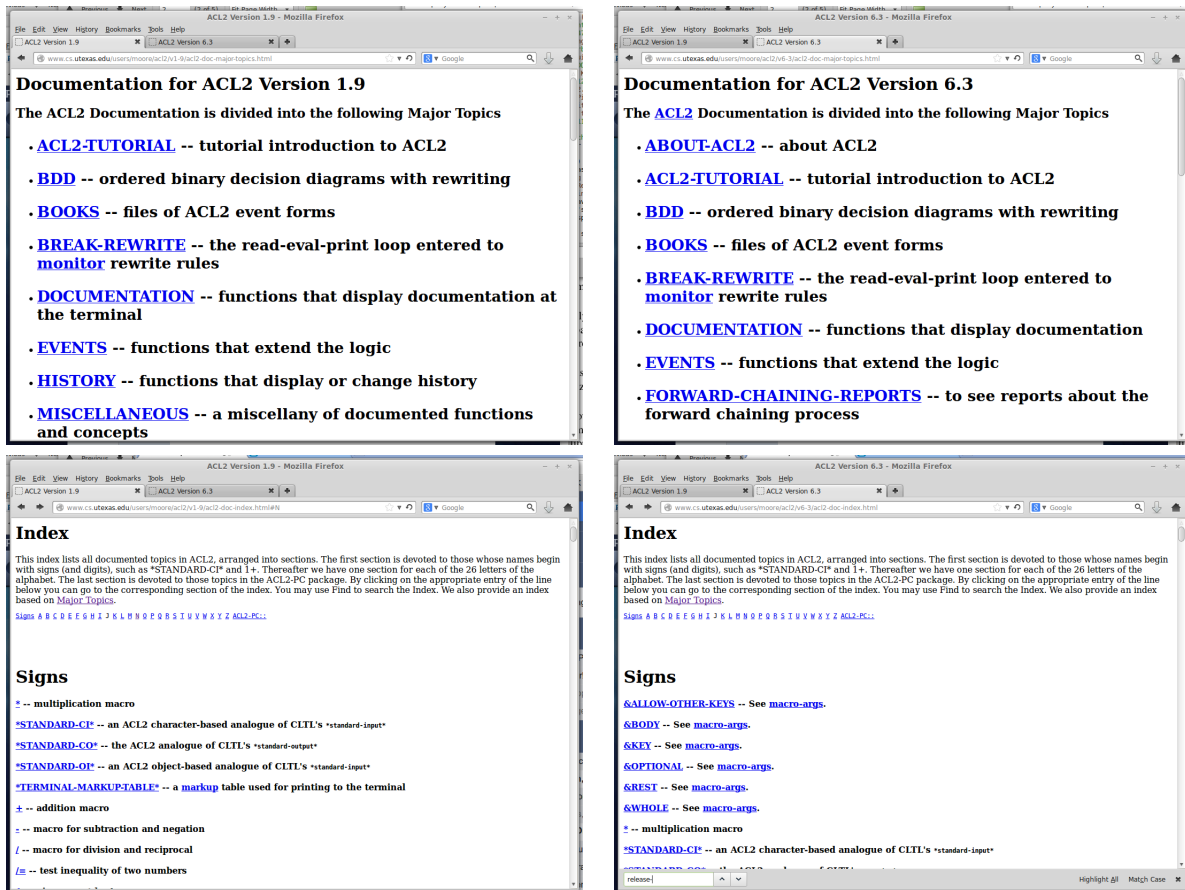 ACL2 Version 1.9 - Mozilla Firefox
File Edit View History Bookmarks Tools Help
ACL2 Version 1.9 ACL2 Version 6.3
www.cs.utexas.edu/users/moore/acl2/v1-9/acl2-doc-major-topics.html Google
Documentation for ACL2 Version 1.9
The ACL2 Documentation is divided into the following Major Topics
• ACL2-TUTORIAL -- tutorial introduction to ACL2
• BDD -- ordered binary decision diagrams with rewriting
• BOOKS -- files of ACL2 event forms
• BREAK-REWRITE -- the read-eval-print loop entered to
monitor rewrite rules
• DOCUMENTATION -- functions that display documentation at
the terminal
• EVENTS -- functions that extend the logic
• HISTORY -- functions that display or change history
• MISCELLANEOUS -- a miscellany of documented functions
and concepts
ACL2 Version 6.3 - Mozilla Firefox
File Edit View History Bookmarks Tools Help
ACL2 Version 1.9 ACL2 Version 6.3
www.cs.utexas.edu/users/moore/acl2/v6-3/acl2-doc-major-topics.html Google
Documentation for ACL2 Version 6.3
The ACL2 Documentation is divided into the following Major Topics
• ABOUT-ACL2 -- about ACL2
• ACL2-TUTORIAL -- tutorial introduction to ACL2
• BDD -- ordered binary decision diagrams with rewriting
• BOOKS -- files of ACL2 event forms
• BREAK-REWRITE -- the read-eval-print loop entered to
monitor rewrite rules
• DOCUMENTATION -- functions that display documentation
• EVENTS -- functions that extend the logic
• FORWARD-CHAINING-REPORTS -- to see reports about the
forward chaining process
ACL2 Version 1.9 - Mozilla Firefox
File Edit View History Bookmarks Tools Help
ACL2 Version 1.9 ACL2 Version 6.3
www.cs.utexas.edu/users/moore/acl2/v1-9/acl2-doc-index.html#N Google
Index
This index lists all documented topics in ACL2, arranged into sections. The first section is devoted to those whose names begin
with signs (and digits), such as *STANDARD-CI* and 1+. Thereafter we have one section for each of the 26 letters of the
alphabet. The last section is devoted to those topics in the ACL2-PC package. By clicking on the appropriate entry of the line
below you can go to the corresponding section of the index. You may use Find to search the Index. We also provide an index
based on Major Topics.
Signs A B C D E F G H I J K L M N O P Q R S T U V W X Y Z ACL2-PC::
Signs
* -- multiplication macro
*STANDARD-CI* -- an ACL2 character-based analogue of CLTL's *standard-input*
*STANDARD-CO* -- the ACL2 analogue of CLTL's *standard-output*
*STANDARD-OI* -- an ACL2 object-based analogue of CLTL's *standard-input*
*TERMINAL-MARKUP-TABLE* -- a markup table used for printing to the terminal
+ -- addition macro
- -- macro for subtraction and negation
/ -- macro for division and reciprocal
/= -- test inequality of two numbers
ACL2 Version 6.3 - Mozilla Firefox
File Edit View History Bookmarks Tools Help
ACL2 Version 1.9 ACL2 Version 6.3
www.cs.utexas.edu/users/moore/acl2/v6-3/acl2-doc-index.html Google
Index
This index lists all documented topics in ACL2, arranged into sections. The first section is devoted to those whose names begin
with signs (and digits), such as *STANDARD-CI* and 1+. Thereafter we have one section for each of the 26 letters of the
alphabet. The last section is devoted to those topics in the ACL2-PC package. By clicking on the appropriate entry of the line
below you can go to the corresponding section of the index. You may use Find to search the Index. We also provide an index
based on Major Topics.
Signs A B C D E F G H I J K L M N O P Q R S T U V W X Y Z ACL2-PC::
Signs
&ALLOW-OTHER-KEYS -- See macro-args.
&BODY -- See macro-args.
&KEY -- See macro-args.
&OPTIONAL -- See macro-args.
&REST -- See macro-args.
&WHOLE -- See macro-args.
* -- multiplication macro
*STANDARD-CI* -- an ACL2 character-based analogue of CLTL's *standard-input*
release- Highlight All Match Case